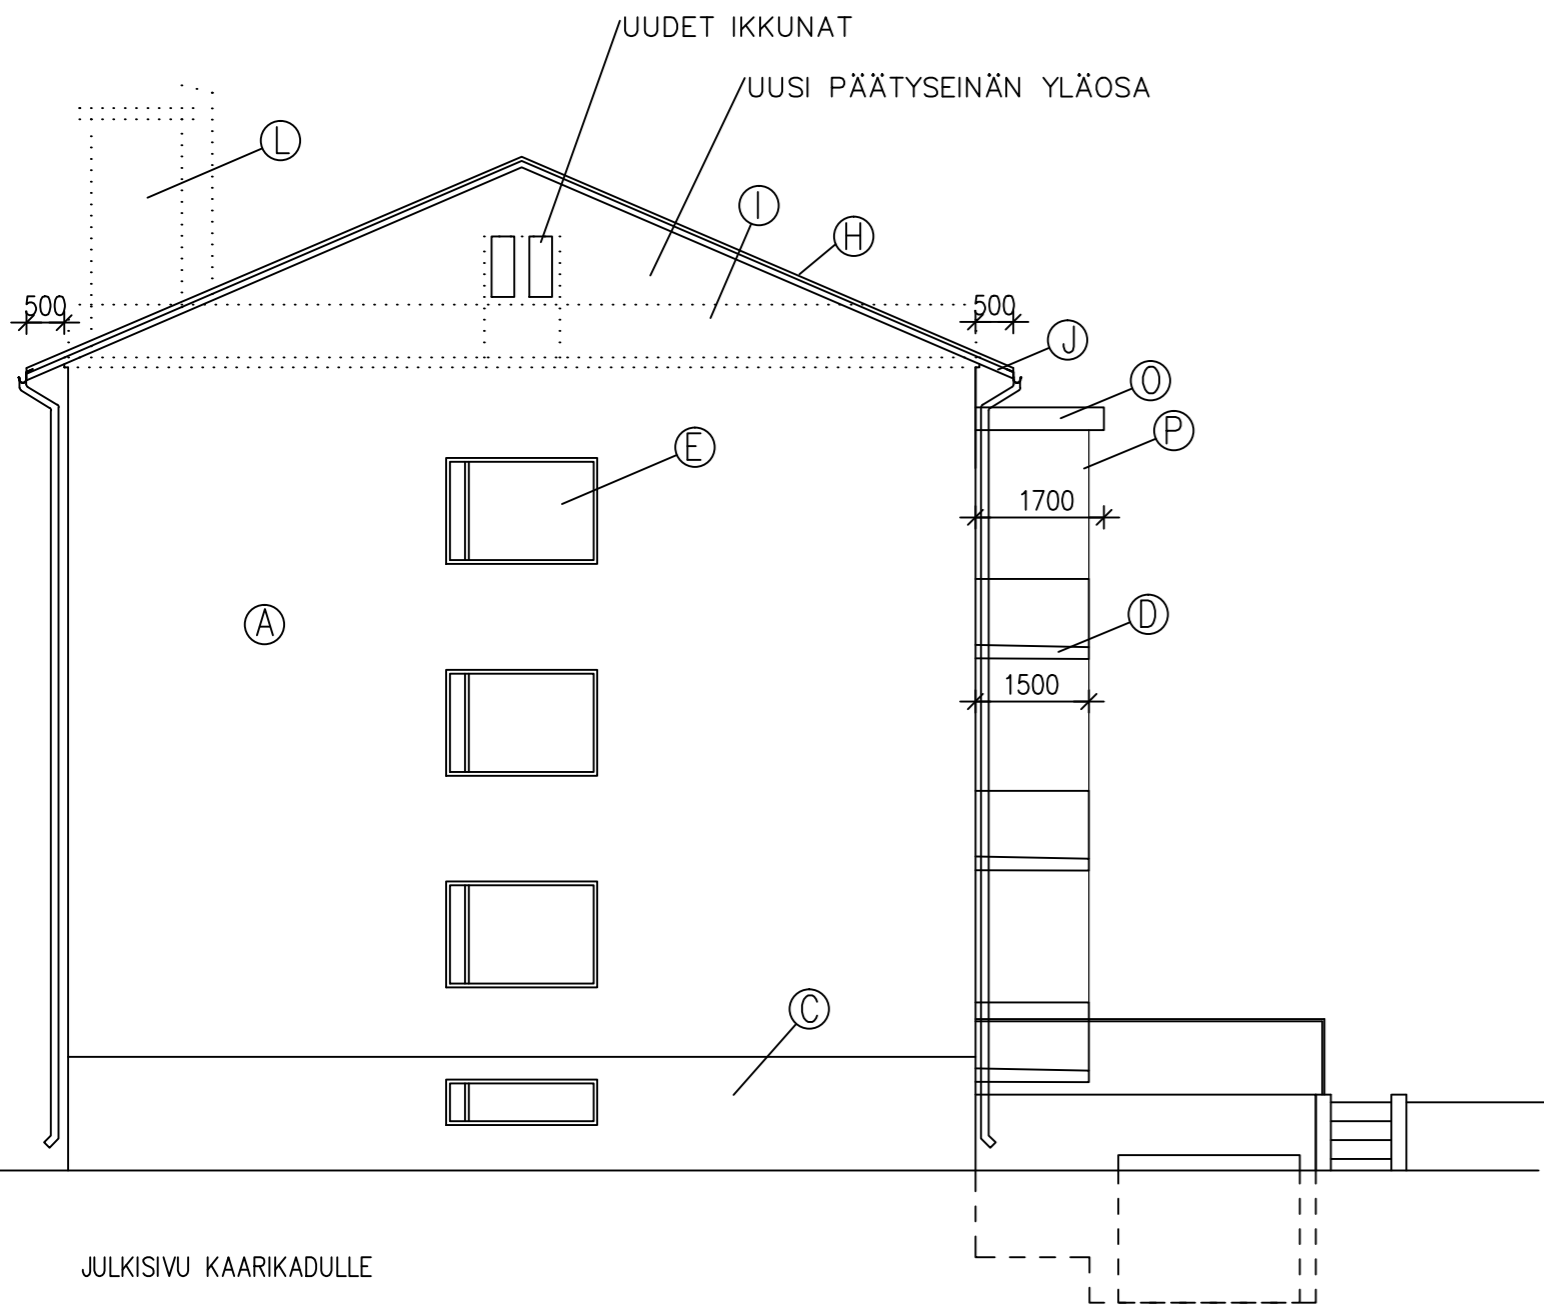 UUDET IKKUNAT
UUSI PÄÄTYSEINÄN YLÄOSA
L
I
H
500
500
J
O
P
E
1700
A
D
1500
C
JULKISIVU KAARIKADULLE